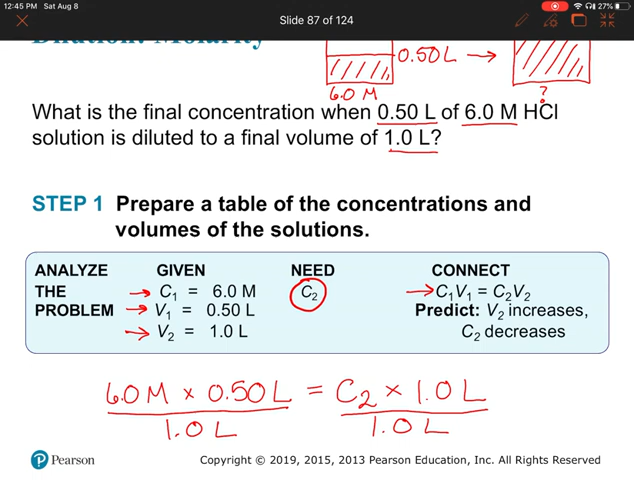 12:45 PM Sat Aug 8
27%
Slide 87 of 124
Dilution: Molarity
0.50 L →
6.0 M
?
What is the final concentration when 0.50 L of 6.0 M HCl
solution is diluted to a final volume of 1.0 L?
STEP 1 Prepare a table of the concentrations and
volumes of the solutions.
ANALYZE GIVEN NEED CONNECT
THE → C₁ = 6.0 M C₂ → C₁V₁ = C₂V₂
PROBLEM → V₁ = 0.50 L Predict: V₂ increases,
→ V₂ = 1.0 L C₂ decreases
6.0 M × 0.50 L = C₂ × 1.0 L
1.0 L 1.0 L
Pearson Copyright © 2019, 2015, 2013 Pearson Education, Inc. All Rights Reserved